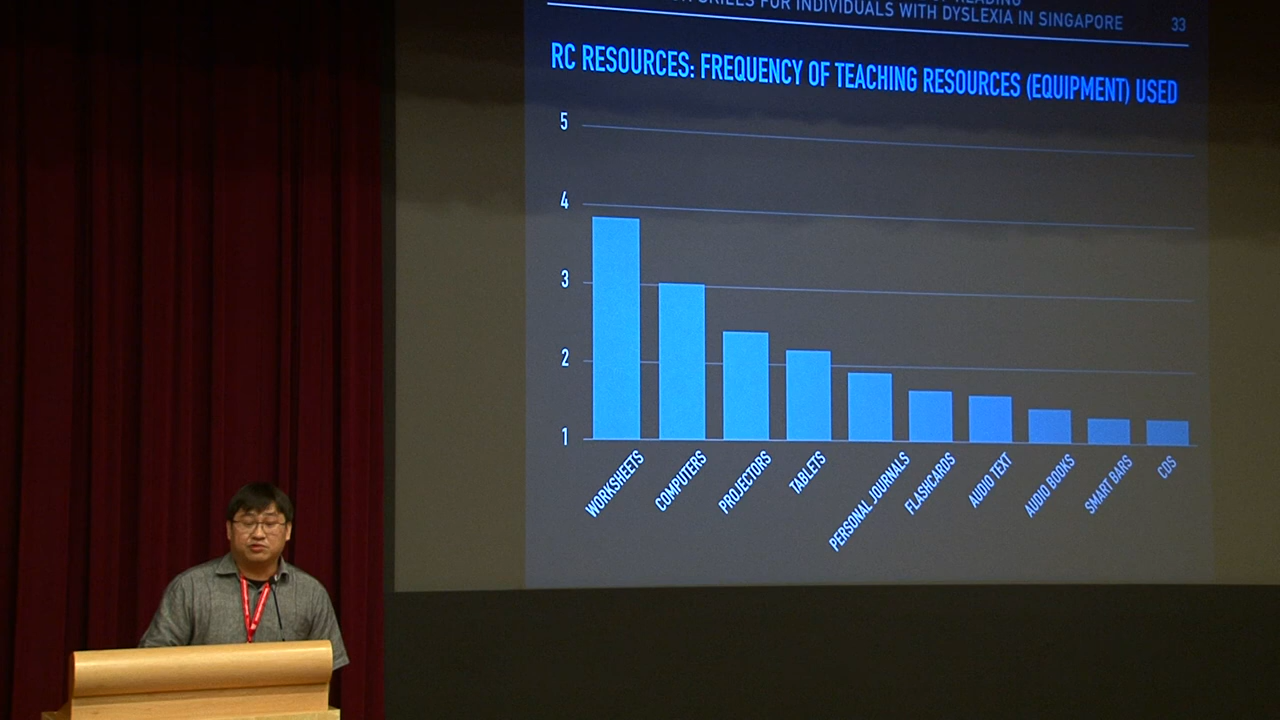 SKILLS FOR INDIVIDUALS WITH DYSLEXIA IN SINGAPORE 33
RC RESOURCES: FREQUENCY OF TEACHING RESOURCES (EQUIPMENT) USED
5
4
3
2
1
WORKSHEETS
COMPUTERS
PROJECTORS
TABLETS
PERSONAL JOURNALS
FLASHCARDS
AUDIO TEXT
AUDIO BOOKS
SMART BARS
CDS